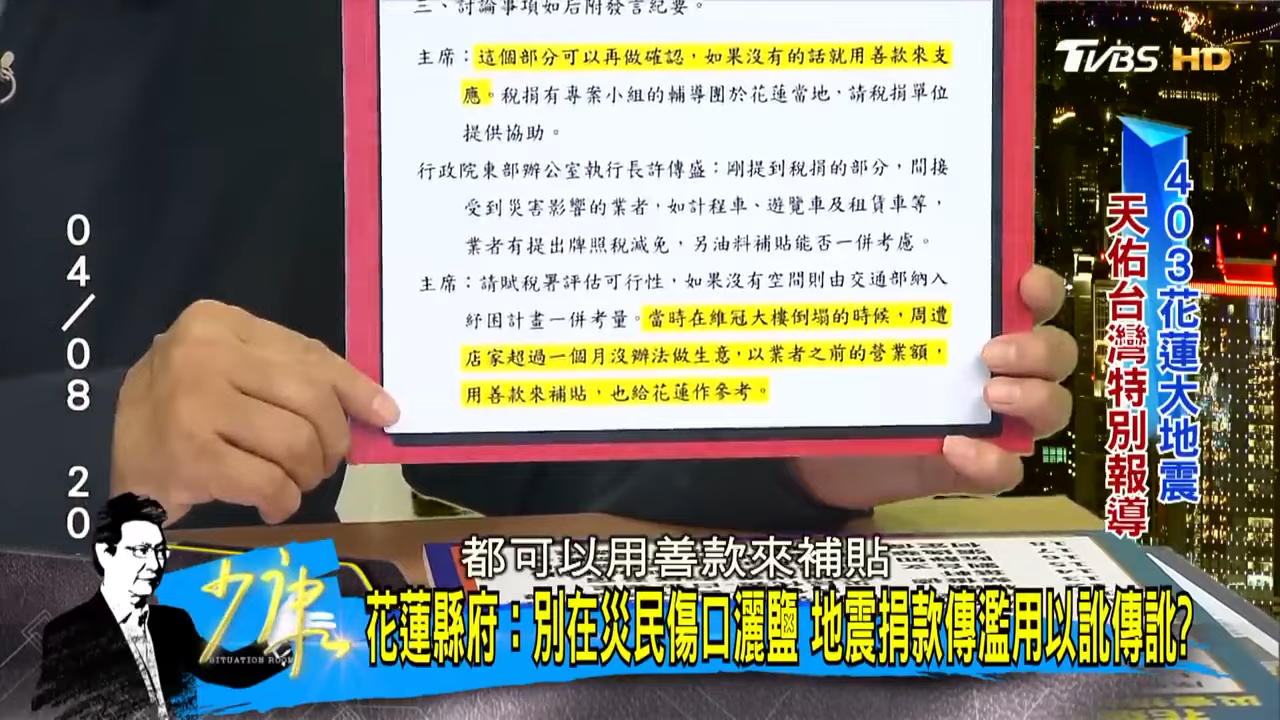 三、討論事項如后附發言紀要。
主席：這個部分可以再做確認，如果沒有的話就用善款來支
應。稅捐有專案小組的輔導團於花蓮當地，請稅捐單位
提供協助。
行政院東部辦公室執行長許傳盛：剛提到稅捐的部分，間接
受到災害影響的業者，如計程車、遊覽車及租賃車等，
業者有提出牌照稅減免，另油料補貼能否一併考慮。
主席：請賦稅署評估可行性，如果沒有空間則由交通部納入
紓困計畫一併考量。當時在維冠大樓倒塌的時候，周遭
店家超過一個月沒辦法做生意，以業者之前的營業額，
用善款來補貼，也給花蓮作參考。
TVBS HD
403花蓮大地震
天佑台灣特別報導
04/08 20
都可以用善款來補貼
少康
SITUATION ROOM
花蓮縣府：別在災民傷口灑鹽 地震捐款傳濫用以訛傳訛?